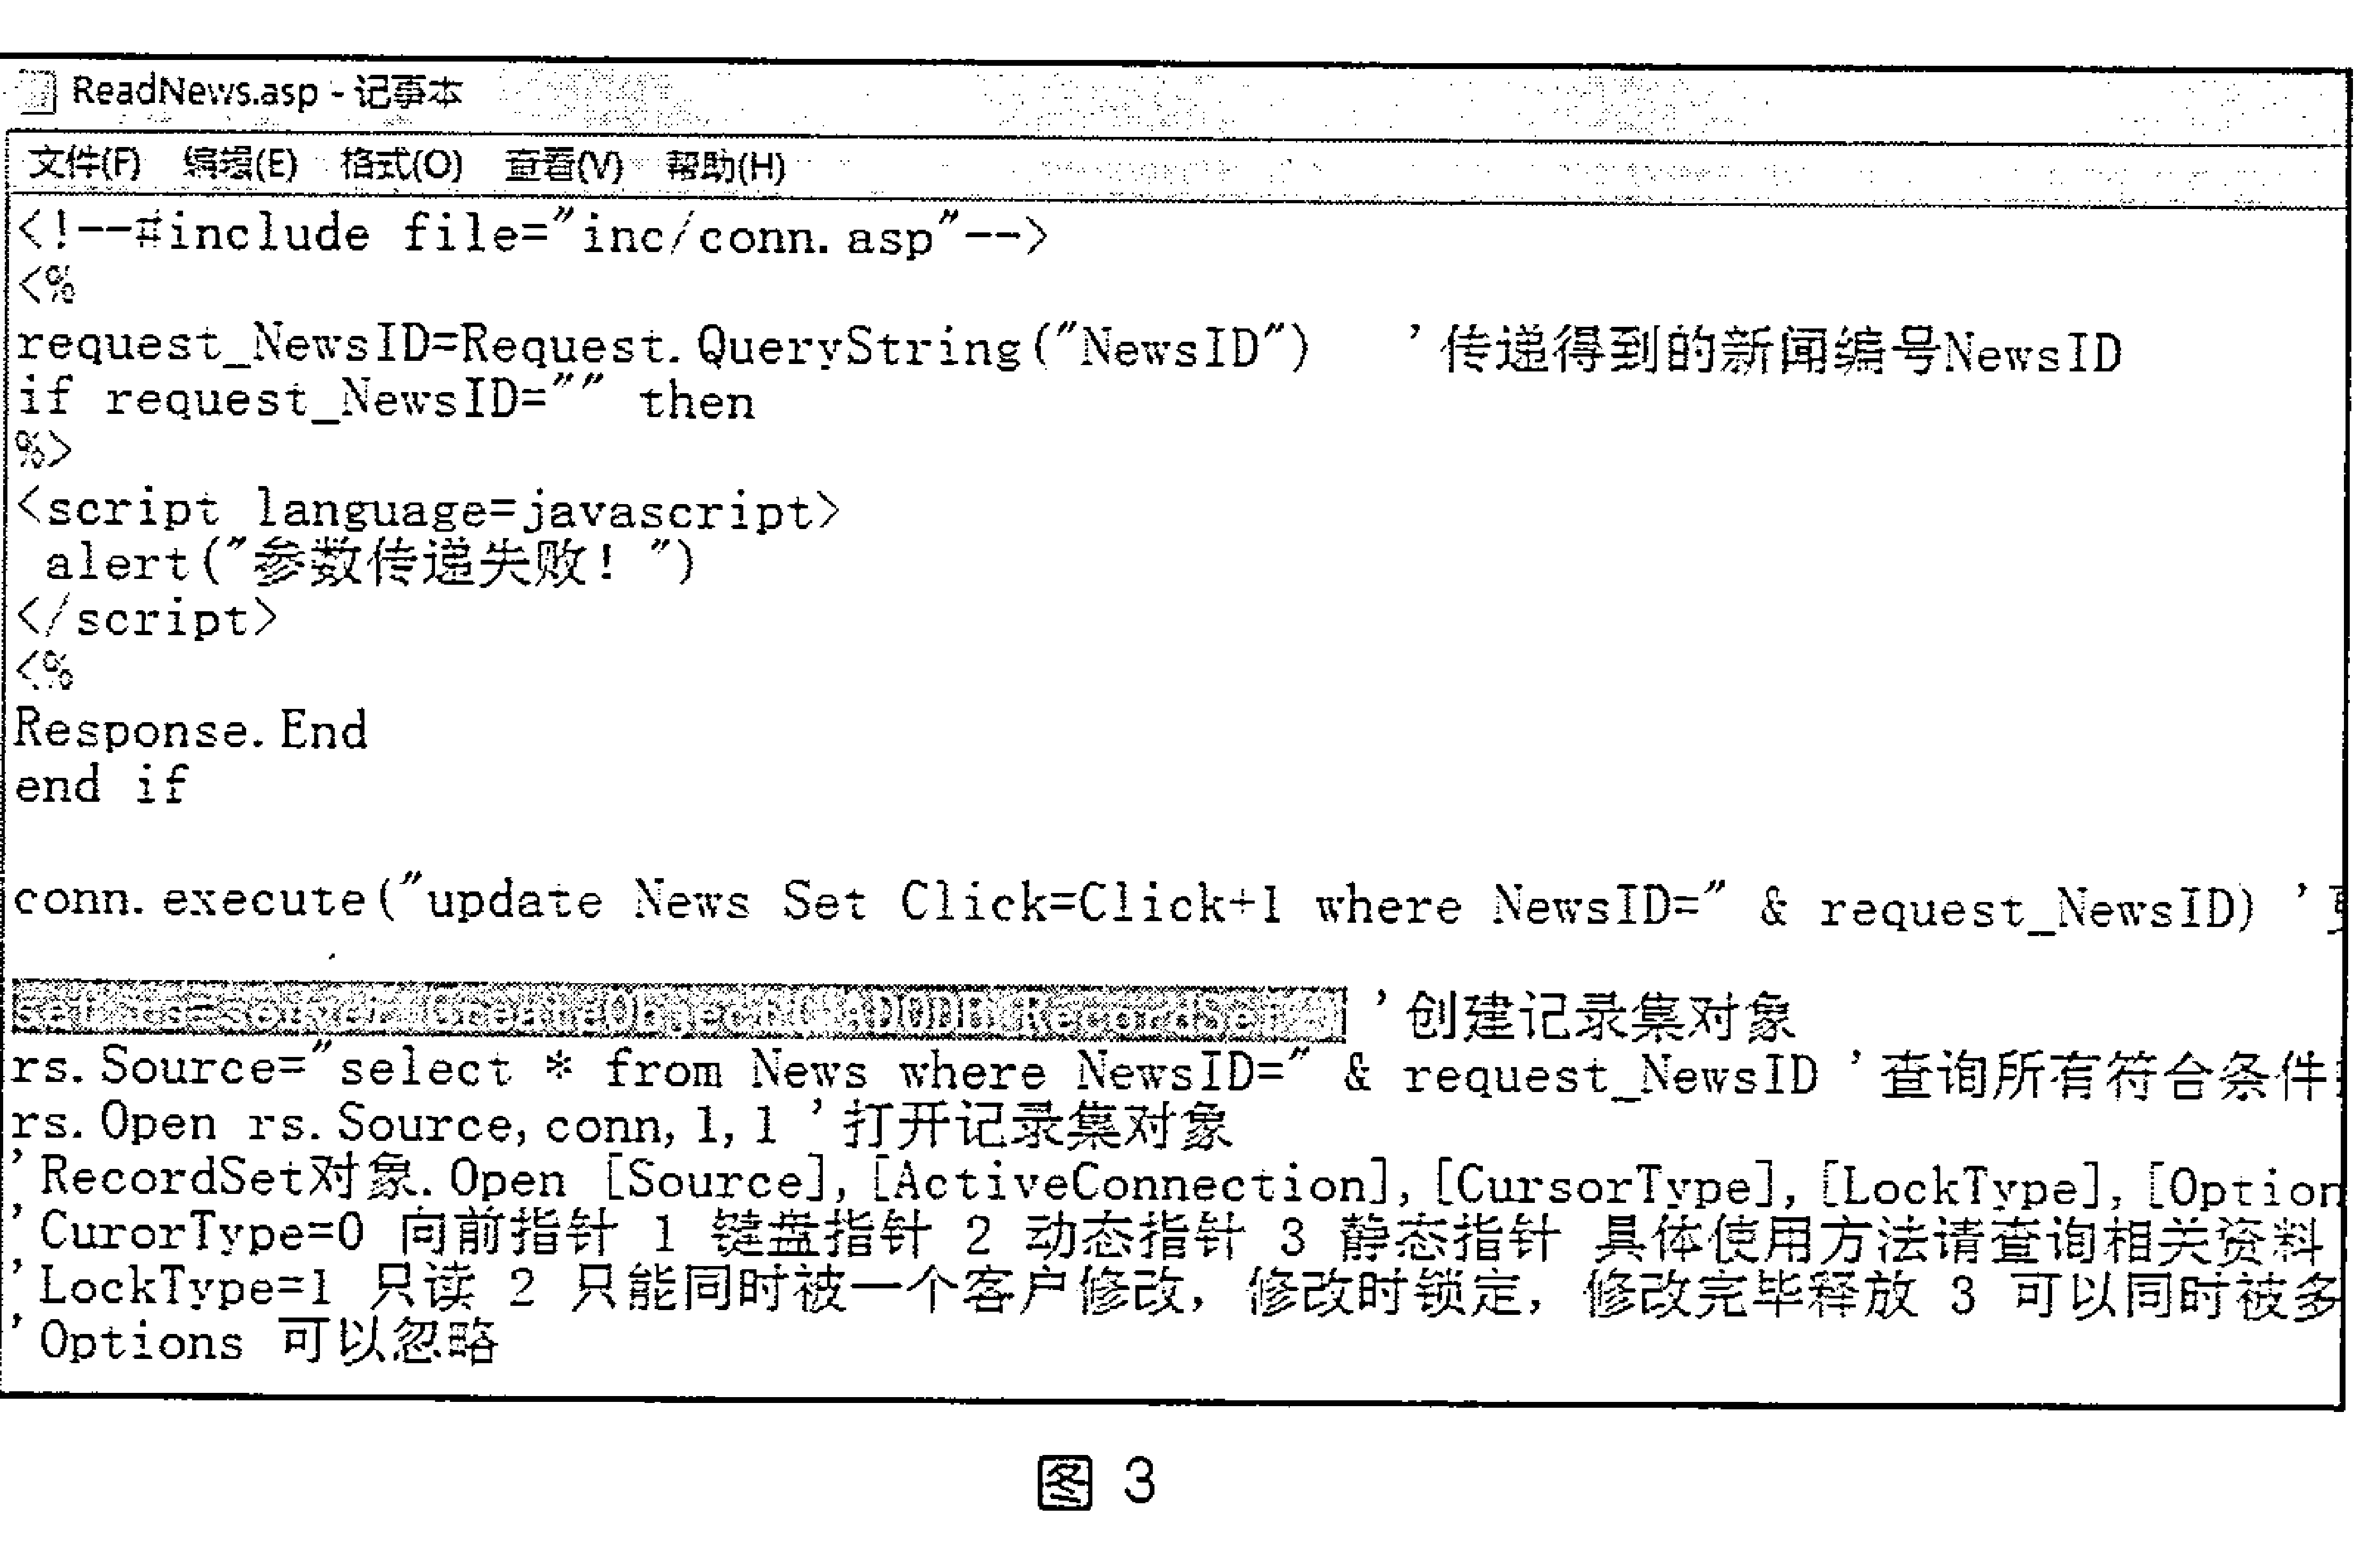 ReadNews.asp - 记事本
文件(F) 编辑(E) 格式(O) 查看(V) 帮助(H)
<!--#include file="inc/conn.asp"-->
<%
request_NewsID=Request.QueryString("NewsID") '传递得到的新闻编号NewsID
if request_NewsID="" then
%>
<script language=javascript>
alert("参数传递失败！")
</script>
<%
Response.End
end if
conn.execute("update News Set Click=Click+1 where NewsID=" & request_NewsID) '
set rs=server.CreateObject("ADODB.RecordSet") '创建记录集对象
rs.Source="select * from News where NewsID=" & request_NewsID '查询所有符合条件
rs.Open rs.Source,conn,1,1 '打开记录集对象
'RecordSet对象.Open [Source],[ActiveConnection],[CursorType],[LockType],[Option
'CurorType=0 向前指针 1 键盘指针 2 动态指针 3 静态指针 具体使用方法请查询相关资料
'LockType=1 只读 2 只能同时被一个客户修改，修改时锁定，修改完毕释放 3 可以同时被多
'Options 可以忽略
图 3